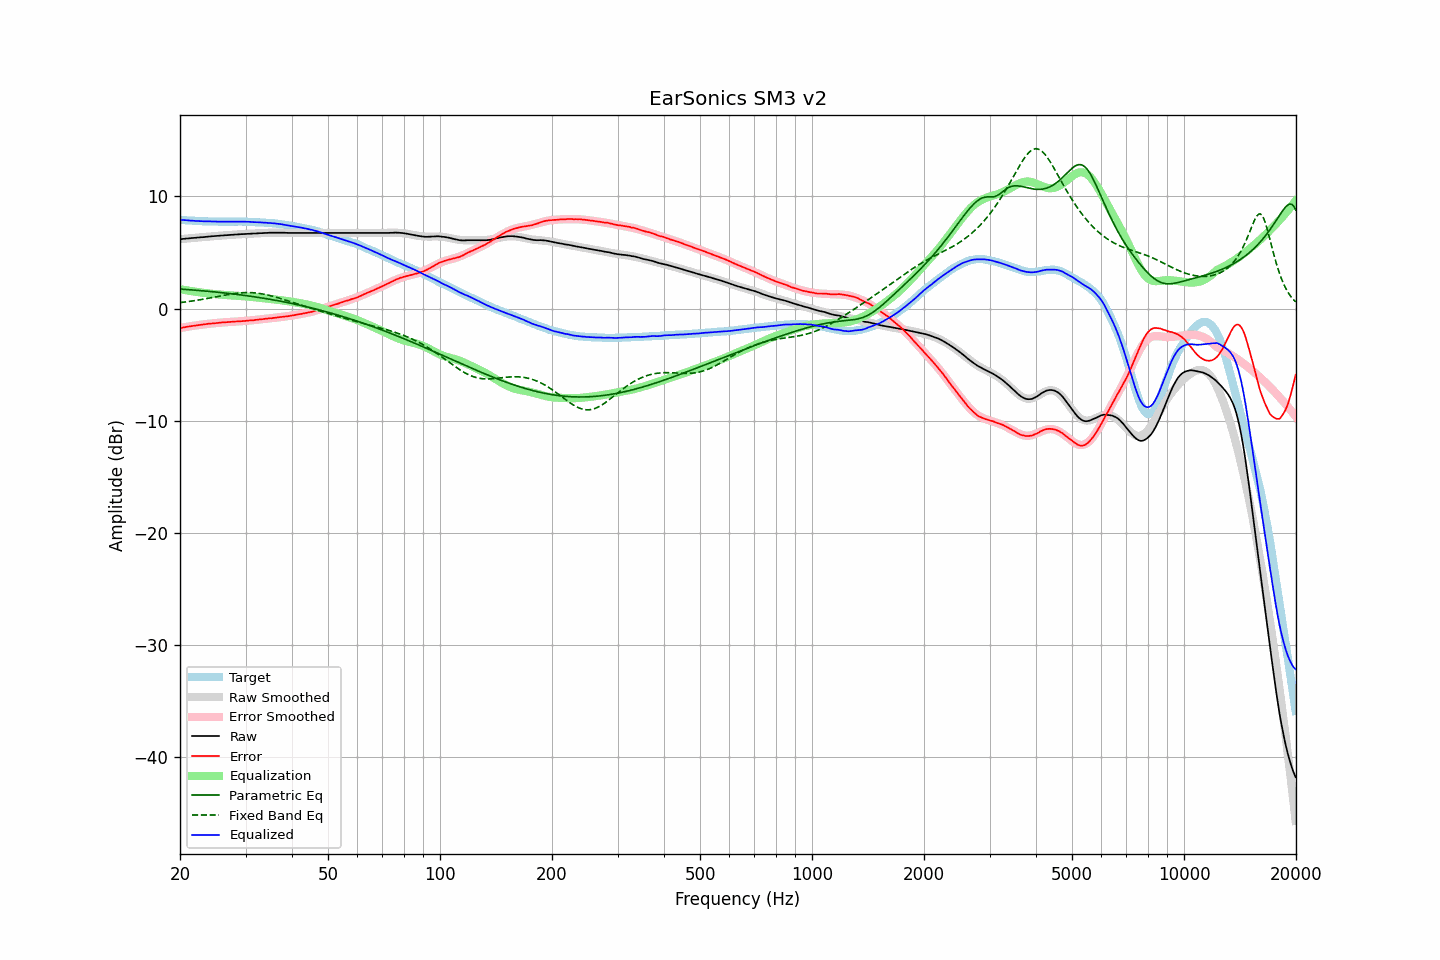 EarSonics SM3 v2
Amplitude (dBr)
10
0
−10
−20
−30
−40
Target
Raw Smoothed
Error Smoothed
Raw
Error
Equalization
Parametric Eq
Fixed Band Eq
Equalized
20 50 100 200 500 1000 2000 5000 10000 20000
Frequency (Hz)